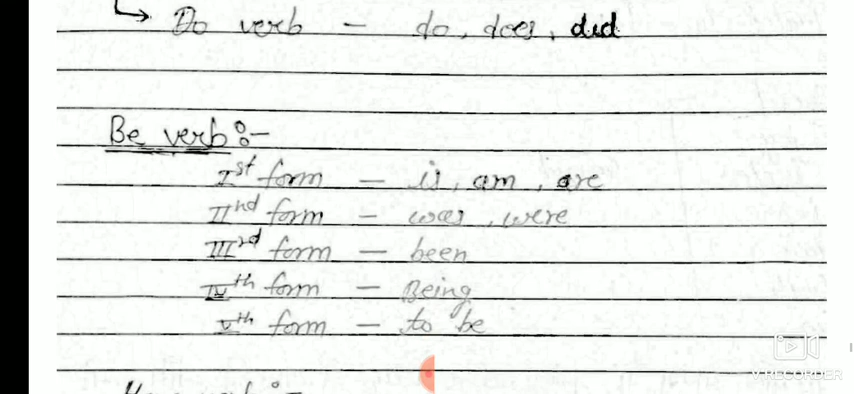 ↳ Do verb – do, does, did
Be verb:-
Ist form – is, am, are
IInd form – was, were
IIIrd form – been
IVth form – Being
Vth form – to be
V.RECORDER